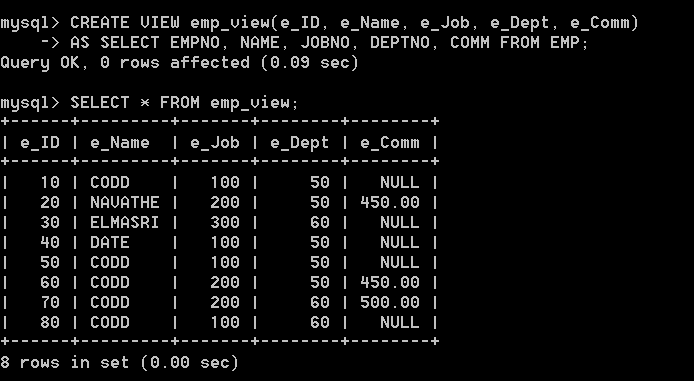 mysql> CREATE VIEW emp_view(e_ID, e_Name, e_Job, e_Dept, e_Comm)
    -> AS SELECT EMPNO, NAME, JOBNO, DEPTNO, COMM FROM EMP;
Query OK, 0 rows affected (0.09 sec)

mysql> SELECT * FROM emp_view;
+------+---------+-------+--------+--------+
| e_ID | e_Name  | e_Job | e_Dept | e_Comm |
+------+---------+-------+--------+--------+
|   10 | CODD    |   100 |     50 |   NULL |
|   20 | NAVATHE |   200 |     50 | 450.00 |
|   30 | ELMASRI |   300 |     60 |   NULL |
|   40 | DATE    |   100 |     50 |   NULL |
|   50 | CODD    |   100 |     50 |   NULL |
|   60 | CODD    |   200 |     50 | 450.00 |
|   70 | CODD    |   200 |     60 | 500.00 |
|   80 | CODD    |   100 |     60 |   NULL |
+------+---------+-------+--------+--------+
8 rows in set (0.00 sec)